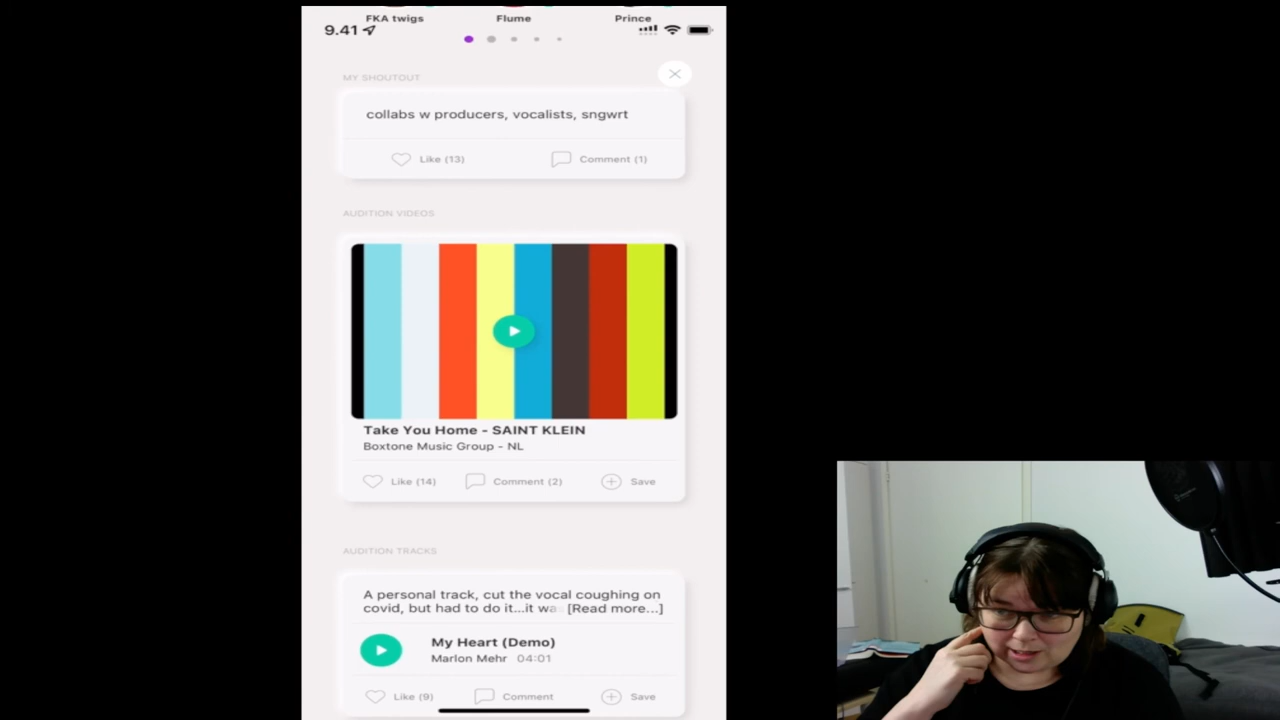 FKA twigs Flume Prince
9.41
MY SHOUTOUT
collabs w producers, vocalists, sngwrt
Like (13) Comment (1)
AUDITION VIDEOS
Take You Home - SAINT KLEIN
Boxtone Music Group - NL
Like (14) Comment (2) Save
AUDITION TRACKS
A personal track, cut the vocal coughing on
covid, but had to do it...it was [Read more...]
My Heart (Demo)
Marlon Mehr 04:01
Like (9) Comment Save